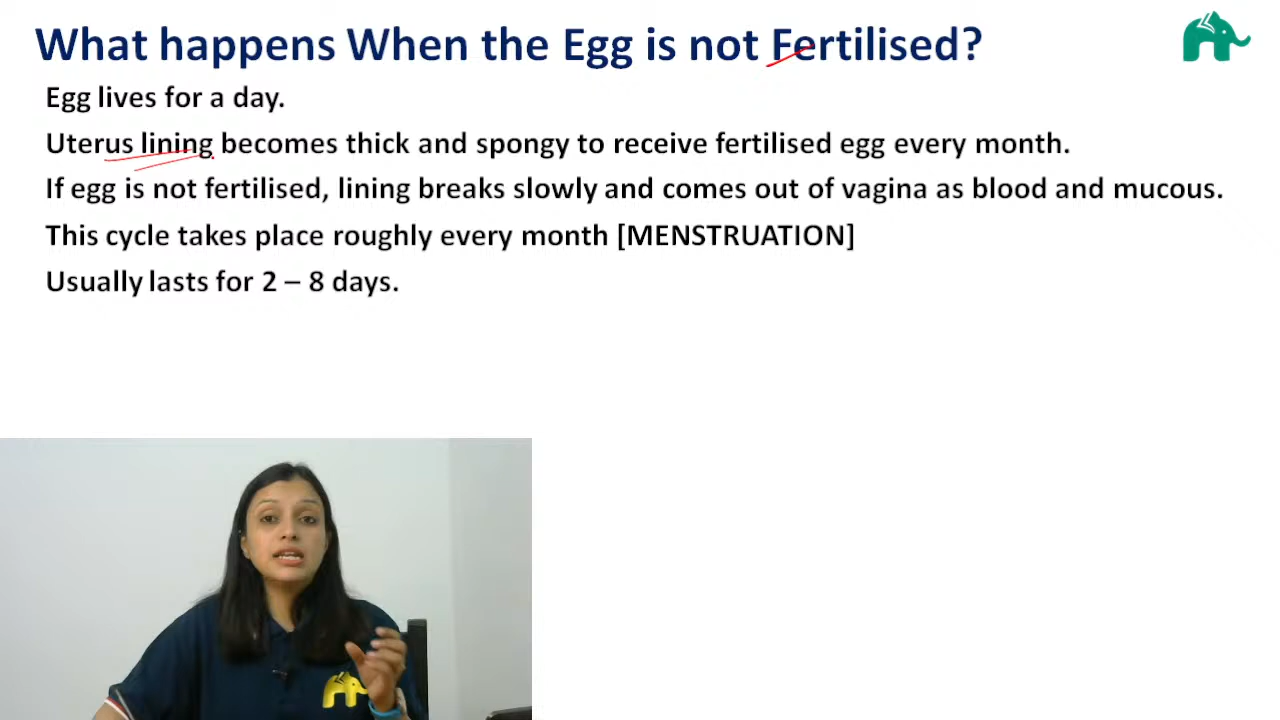 What happens When the Egg is not Fertilised?
Egg lives for a day.
Uterus lining becomes thick and spongy to receive fertilised egg every month.
If egg is not fertilised, lining breaks slowly and comes out of vagina as blood and mucous.
This cycle takes place roughly every month [MENSTRUATION]
Usually lasts for 2 – 8 days.